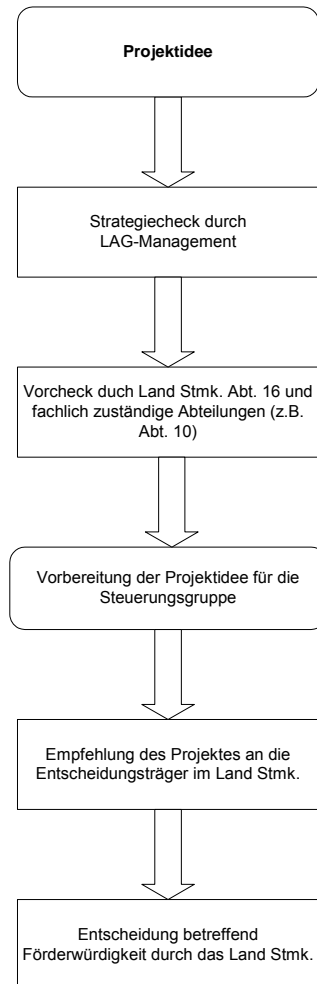 Projektidee
Strategiecheck durch
LAG-Management
Vorcheck duch Land Stmk. Abt. 16 und
fachlich zuständige Abteilungen (z.B.
Abt. 10)
Vorbereitung der Projektidee für die
Steuerungsgruppe
Empfehlung des Projektes an die
Entscheidungsträger im Land Stmk.
Entscheidung betreffend
Förderwürdigkeit durch das Land Stmk.